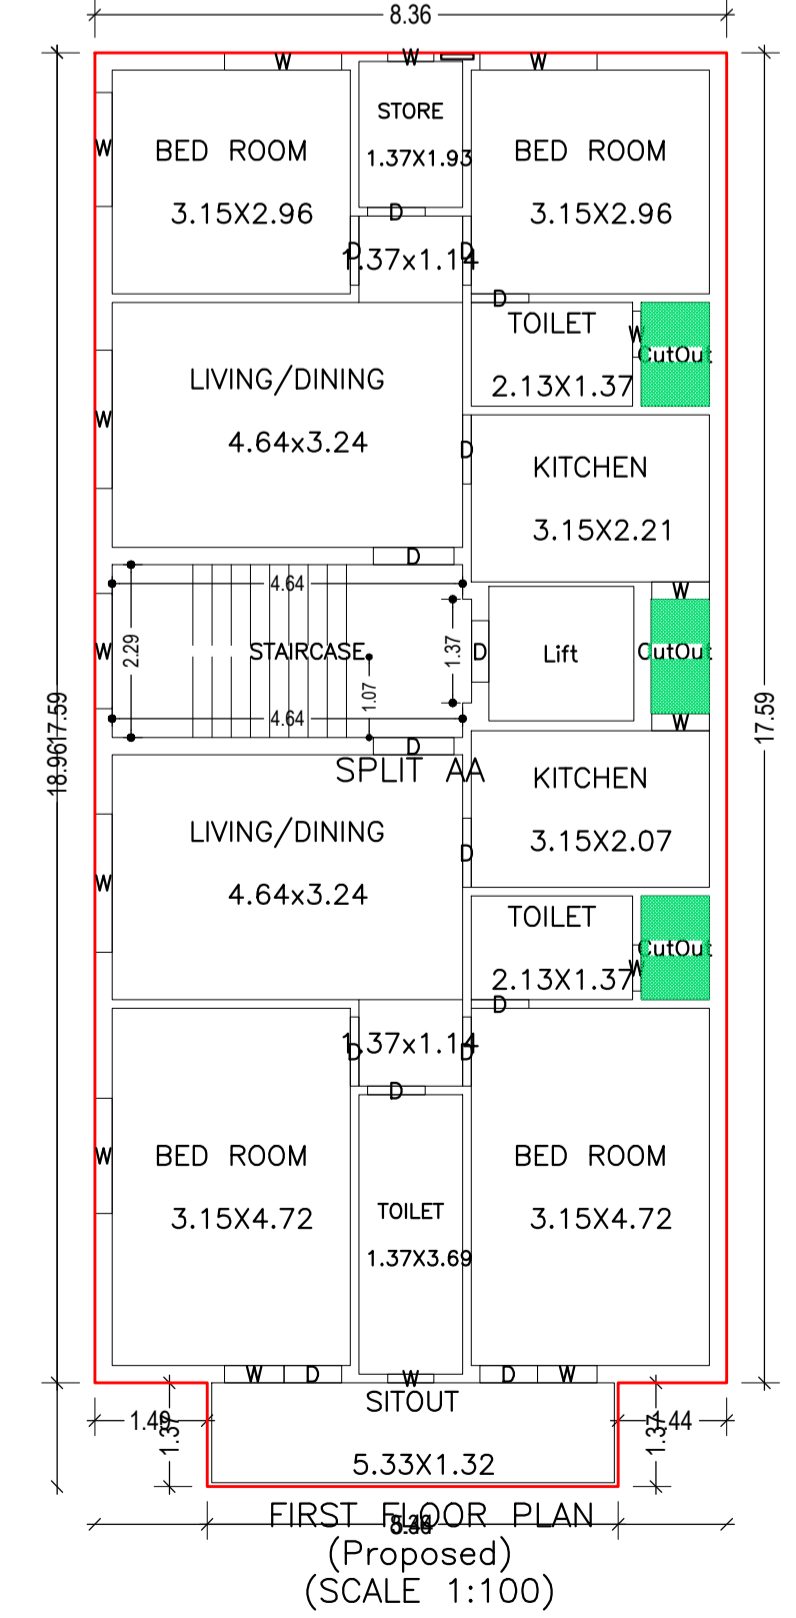 8.36
W
W
W
STORE
1.37X1.93
BED ROOM
3.15X2.96
BED ROOM
3.15X2.96
W
D
D
1.37x1.14
D
D
TOILET
2.13X1.37
W
CutOut
LIVING/DINING
4.64x3.24
W
D
KITCHEN
3.15X2.21
D
W
4.64
2.29
STAIRCASE
1.37
1.07
4.64
W
D
Lift
CutOut
W
18.96
17.59
17.59
D
SPLIT AA
KITCHEN
3.15X2.07
LIVING/DINING
4.64x3.24
W
D
TOILET
2.13X1.37
W
CutOut
D
1.37x1.14
D
D
D
BED ROOM
3.15X4.72
W
TOILET
1.37X3.69
BED ROOM
3.15X4.72
W
D
W
D
W
SITOUT
5.33X1.32
1.49
1.37
1.37
1.44
FIRST FLOOR PLAN
(Proposed)
(SCALE 1:100)